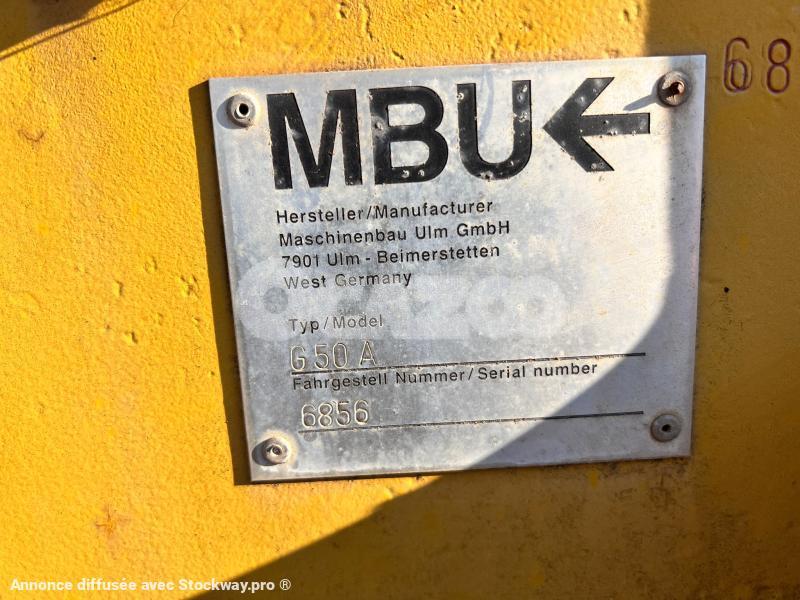 68
MBU
Hersteller/Manufacturer
Maschinenbau Ulm GmbH
7901 Ulm - Beimerstetten
West Germany
Typ/Model
G 50 A
Fahrgestell Nummer/Serial number
6856
Annonce diffusée avec Stockway.pro ®